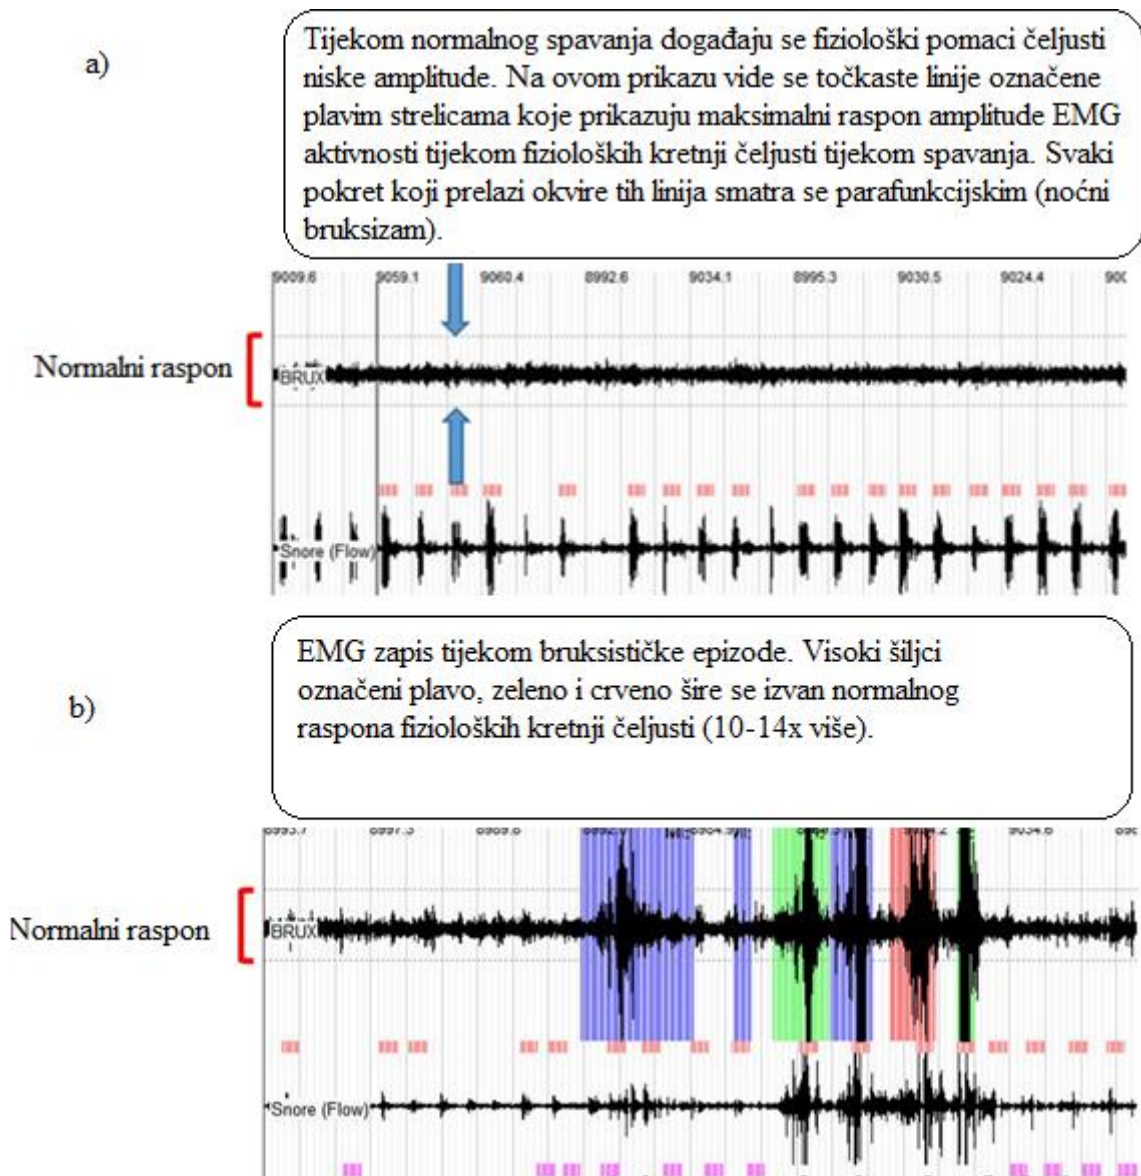 a)
Tijekom normalnog spavanja događaju se fiziološki pomaci čeljusti
niske amplitude. Na ovom prikazu vide se točkaste linije označene
plavim strelicama koje prikazuju maksimalni raspon amplitude EMG
aktivnosti tijekom fizioloških kretnji čeljusti tijekom spavanja. Svaki
pokret koji prelazi okvire tih linija smatra se parafunkcijskim (noćni
bruksizam).
9009.6 9059.1 9060.4 8992.6 9034.1 8995.3 9030.5 9024.4 900
Normalni raspon
BRUX
Snore (Flow)
b)
EMG zapis tijekom bruksističke epizode. Visoki šiljci
označeni plavo, zeleno i crveno šire se izvan normalnog
raspona fizioloških kretnji čeljusti (10-14x više).
8997.3 8989.8 9034.8
Normalni raspon
BRUX
Snore (Flow)